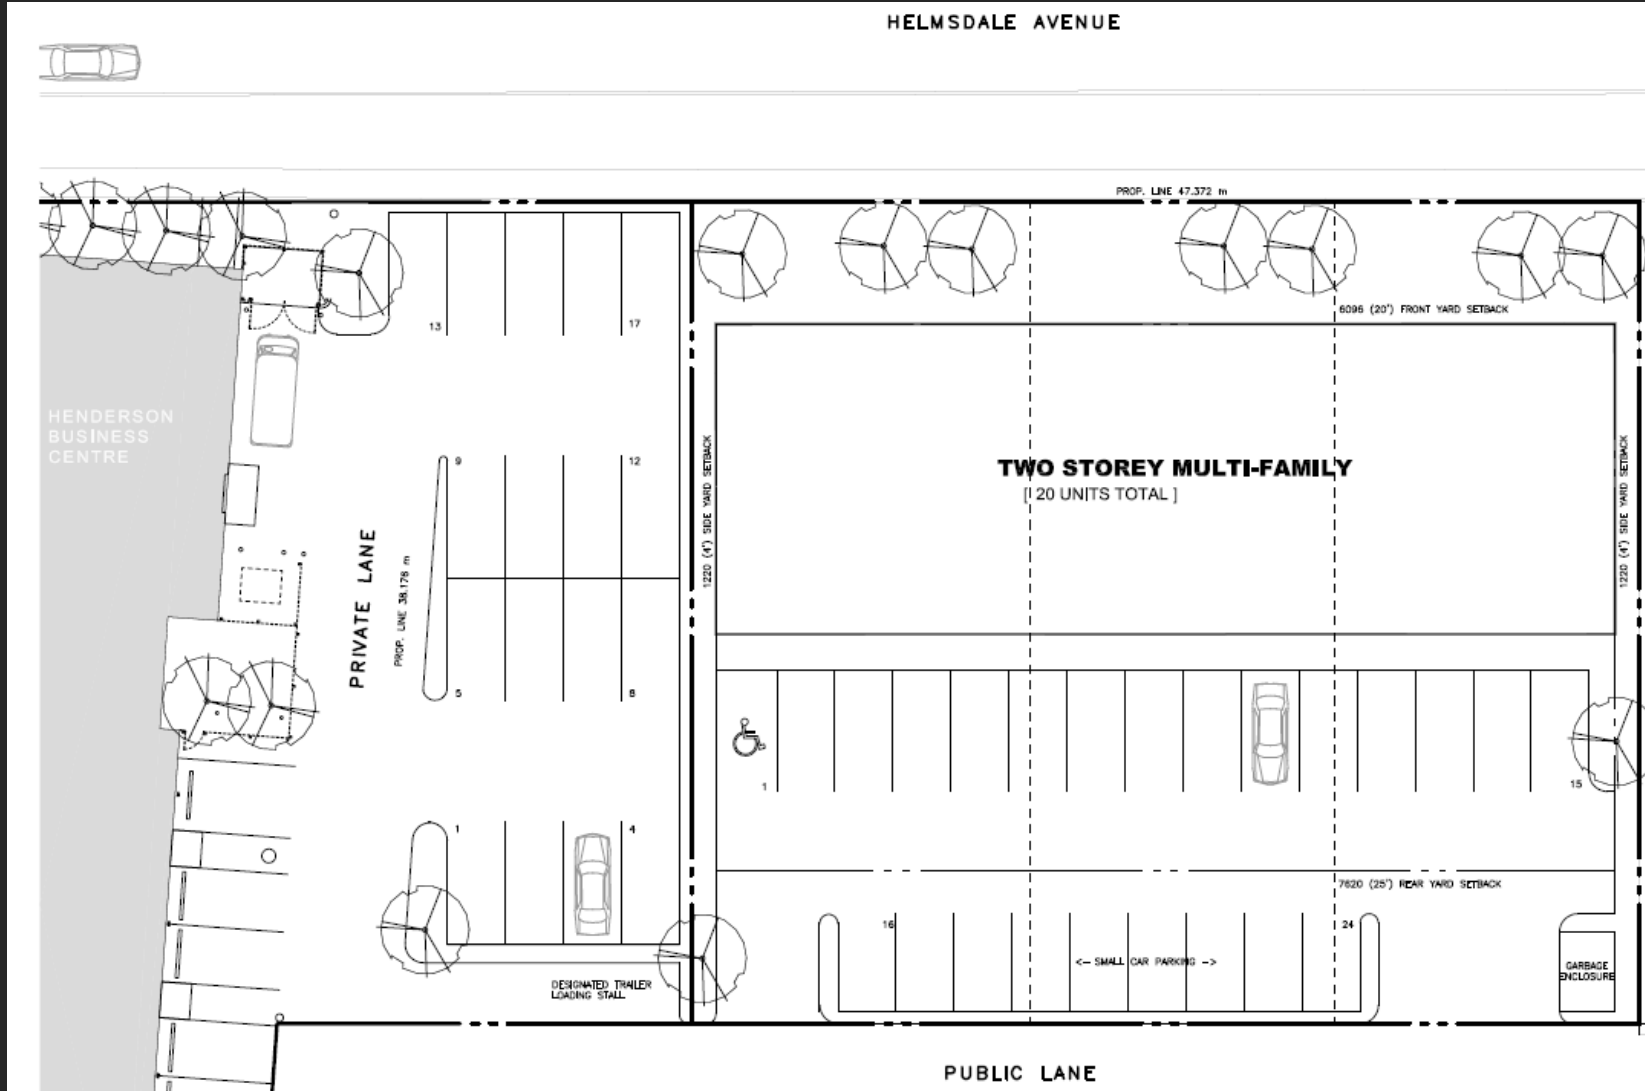 HELMSDALE AVENUE
PROP. LINE 47.372 m
6096 (20') FRONT YARD SETBACK
13
17
HENDERSON
BUSINESS
CENTRE
9
12
PRIVATE LANE
PROP. LINE 38.176 m
5
8
1
4
DESIGNATED TRAILER
LOADING STALL
1220 (4') SIDE YARD SETBACK
TWO STOREY MULTI-FAMILY
[ 20 UNITS TOTAL ]
1220 (4') SIDE YARD SETBACK
1
15
7620 (25') REAR YARD SETBACK
16
24
<- SMALL CAR PARKING ->
GARBAGE
ENCLOSURE
PUBLIC LANE